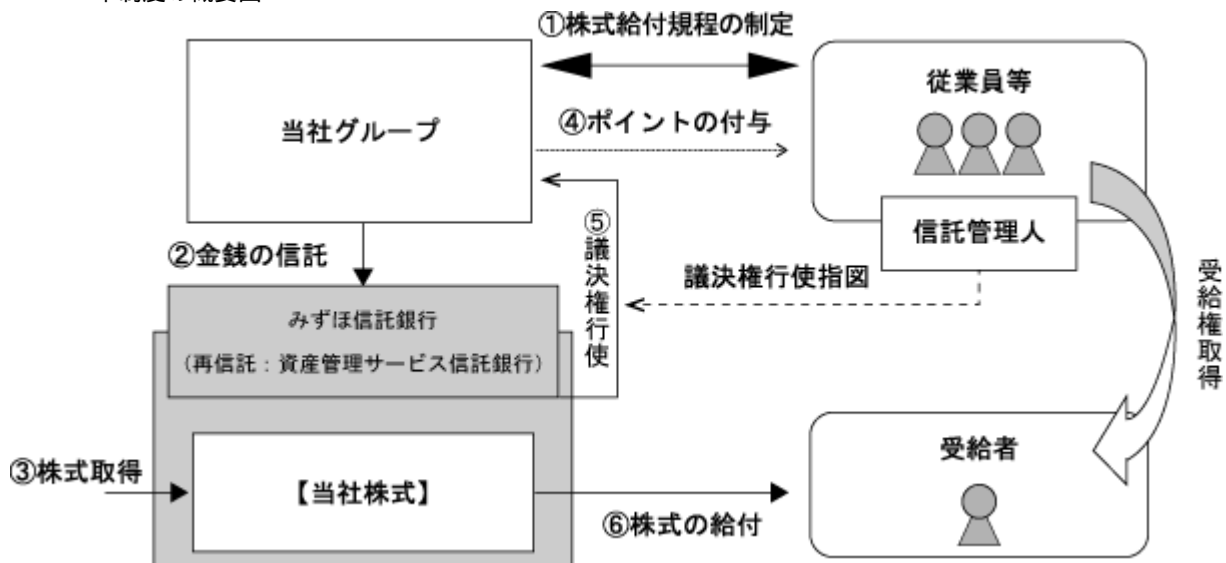 ①株式給付規程の制定
当社グループ
従業員等
④ポイントの付与
信託管理人
②金銭の信託
⑤議決権行使
議決権行使指図
受給権取得
みずほ信託銀行
(再信託：資産管理サービス信託銀行)
③株式取得
【当社株式】
⑥株式の給付
受給者